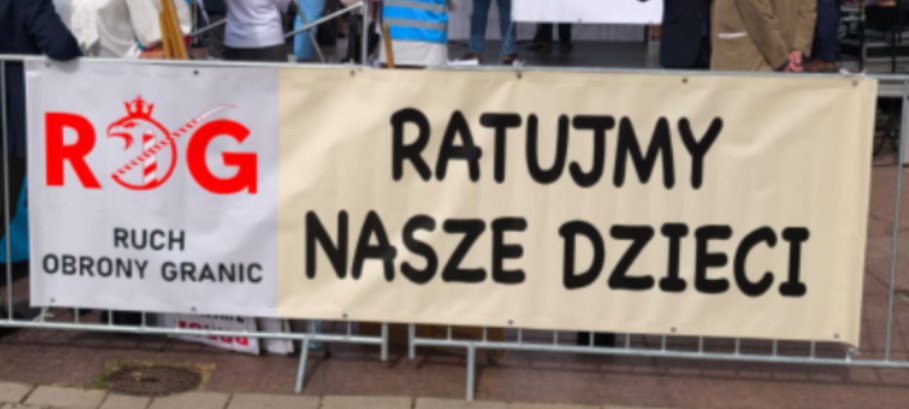 ROG
RUCH
OBRONY GRANIC
RATUJMY
NASZE DZIECI